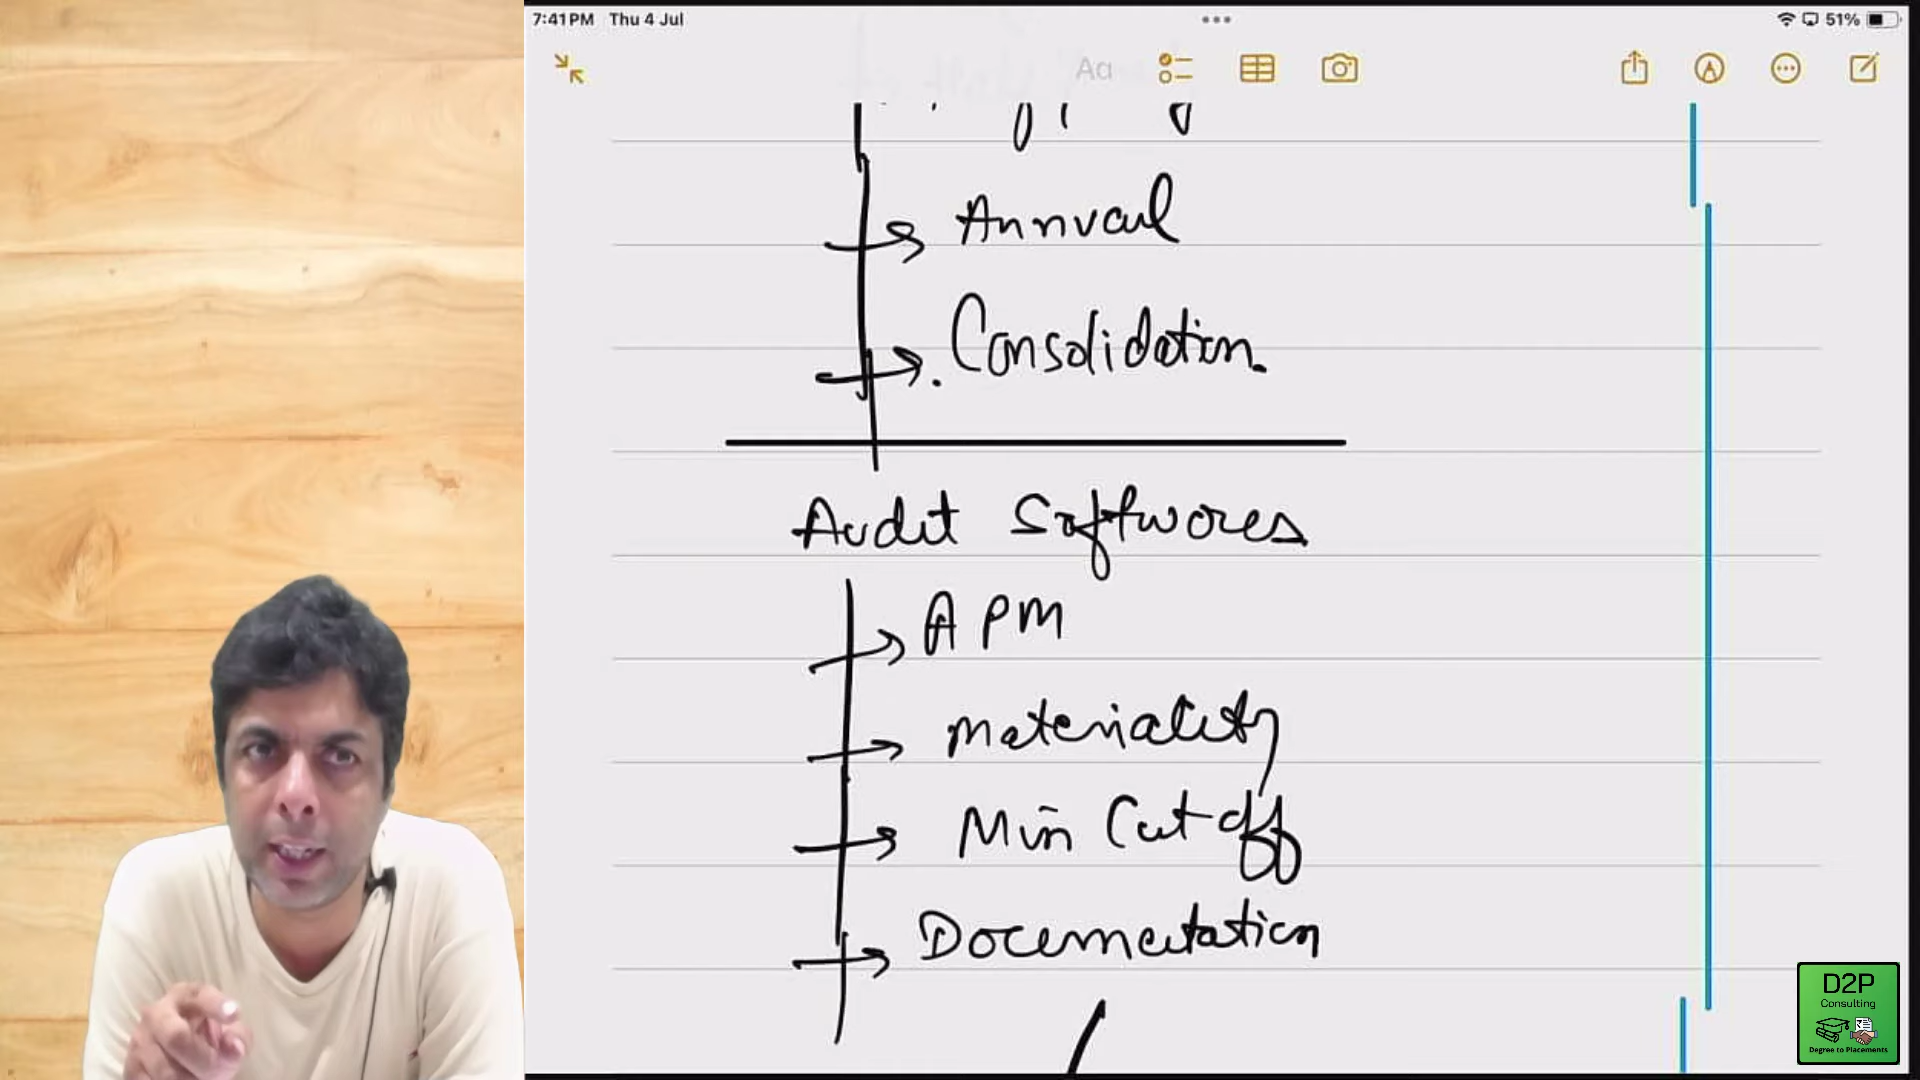 7:41 PM Thu 4 Jul
51%
Aa
Annual
Consolidation.
Audit Softwares
APM
Materiality
Min Cut-off
Documentation
D2P
Consulting
Degree to Placements